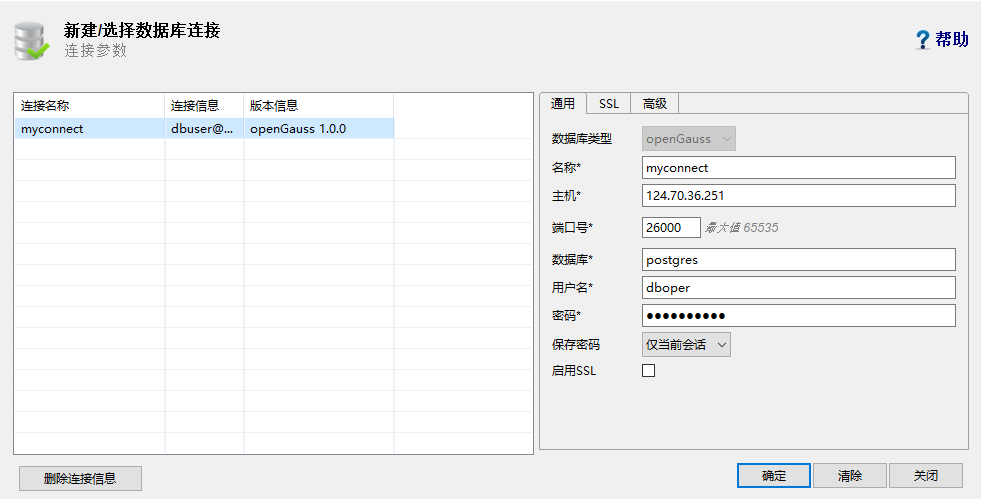 新建/选择数据库连接
连接参数
帮助
连接名称 连接信息 版本信息
myconnect dbuser@... openGauss 1.0.0
删除连接信息
通用 SSL 高级
数据库类型 openGauss
名称* myconnect
主机* 124.70.36.251
端口号* 26000 最大值 65535
数据库* postgres
用户名* dboper
密码* ●●●●●●●●●●
保存密码 仅当前会话
启用SSL
确定 清除 关闭